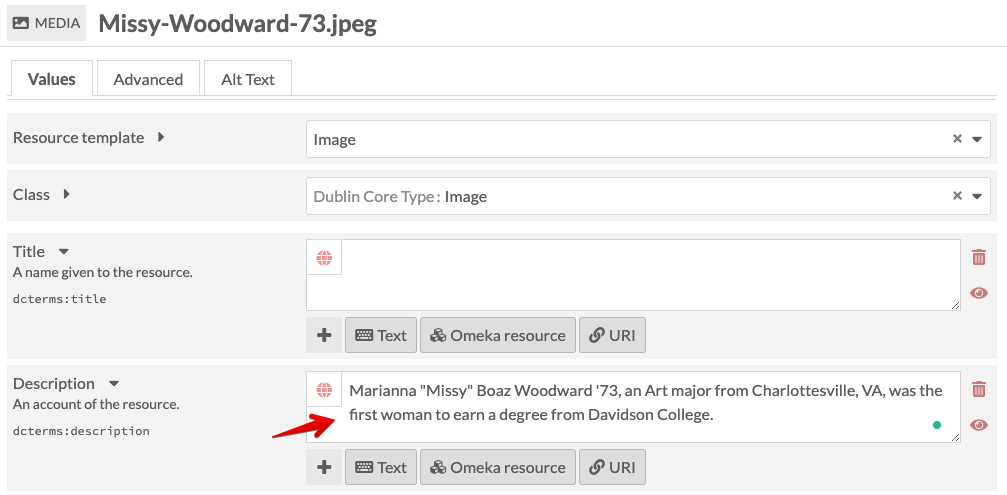 MEDIA Missy-Woodward-73.jpeg
Values Advanced Alt Text
Resource template Image
Class Dublin Core Type: Image
Title
A name given to the resource.
dcterms:title
Text Omeka resource URI
Description
An account of the resource.
dcterms:description
Marianna "Missy" Boaz Woodward '73, an Art major from Charlottesville, VA, was the
first woman to earn a degree from Davidson College.
Text Omeka resource URI